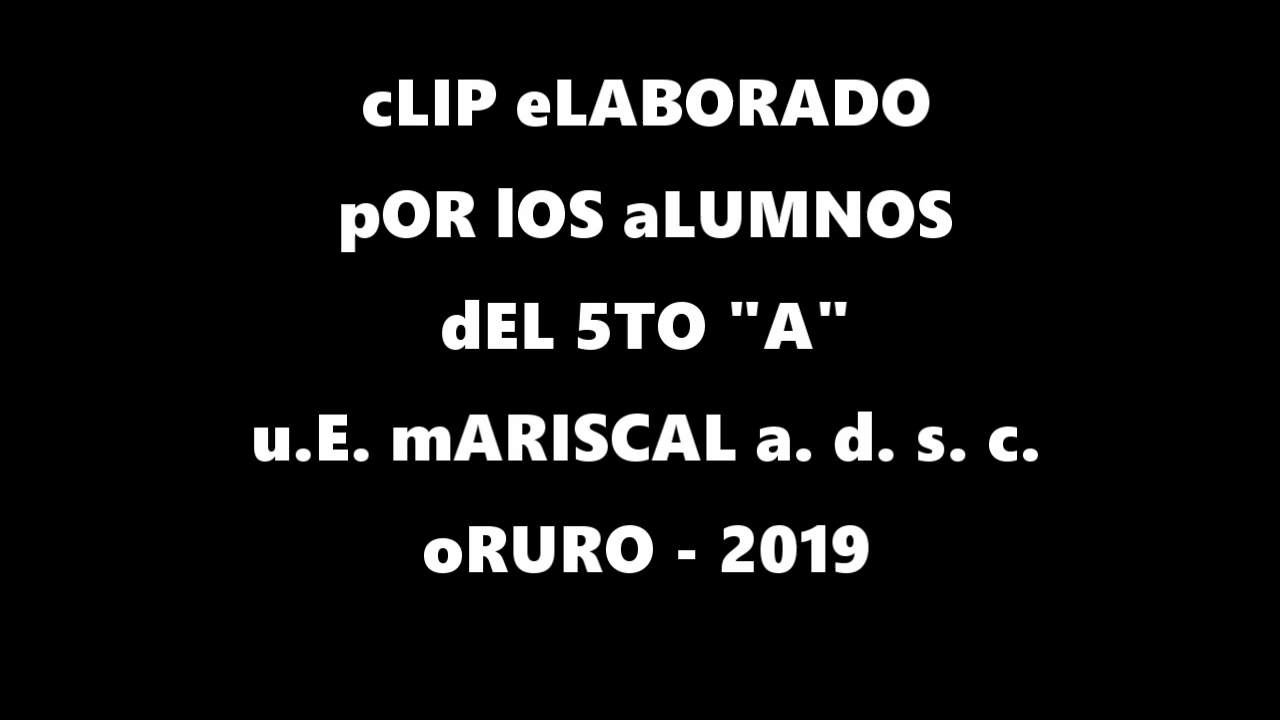 cLIP eLABORADO
pOR lOS aLUMNOS
dEL 5TO "A"
u.E. mARISCAL a. d. s. c.
oRURO - 2019